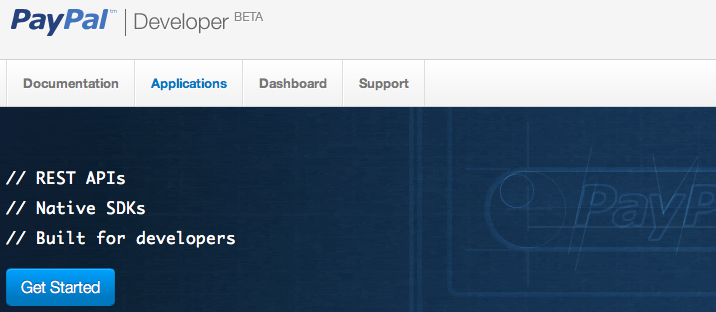 PayPal™ | Developer BETA
Documentation Applications Dashboard Support
// REST APIs
// Native SDKs
// Built for developers
PayP
Get Started